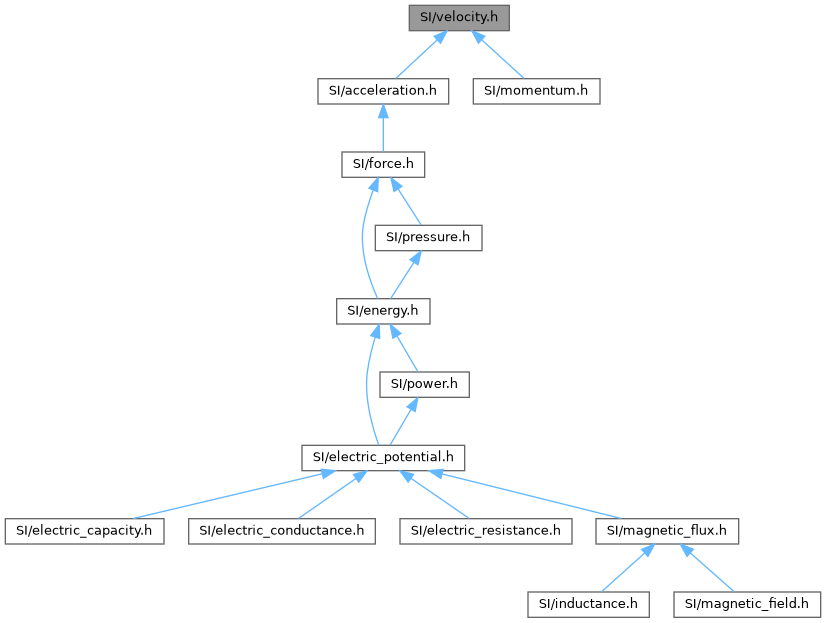 SI/velocity.h
SI/acceleration.h
SI/momentum.h
SI/force.h
SI/pressure.h
SI/energy.h
SI/power.h
SI/electric_potential.h
SI/electric_capacity.h
SI/electric_conductance.h
SI/electric_resistance.h
SI/magnetic_flux.h
SI/inductance.h
SI/magnetic_field.h